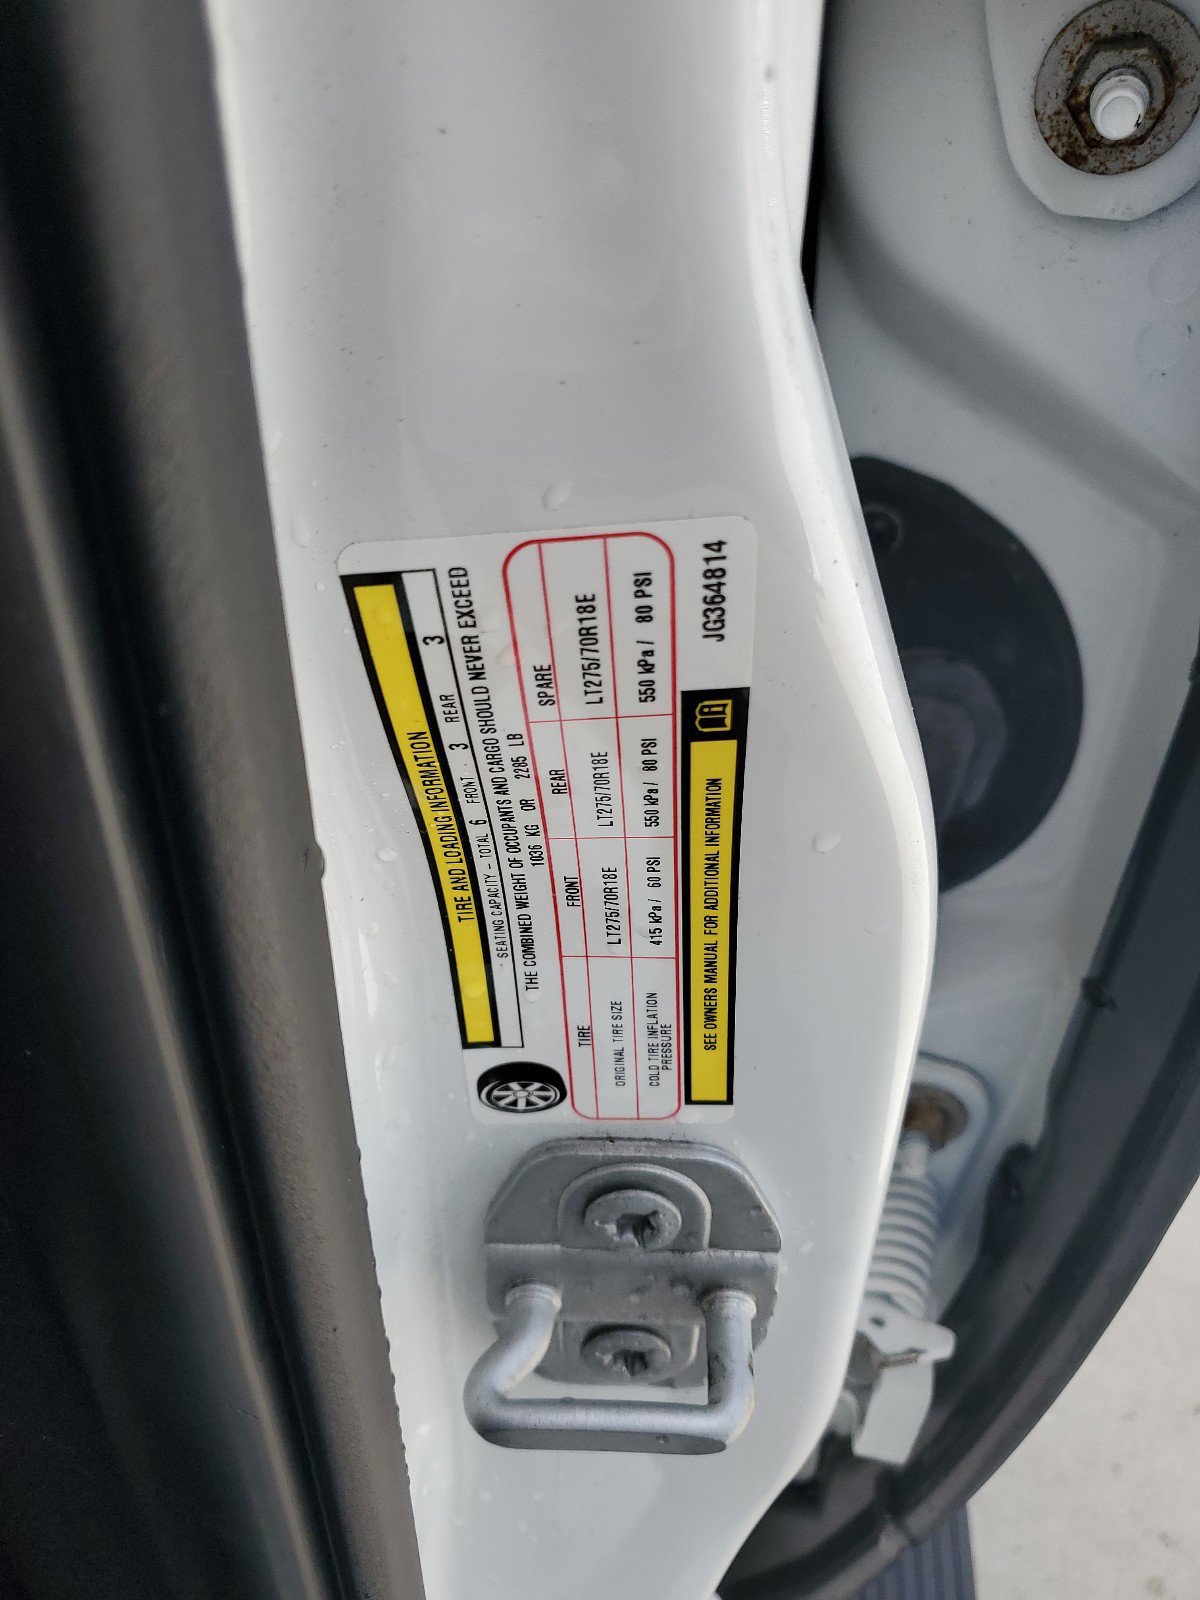 TIRE AND LOADING INFORMATION
SEATING CAPACITY – TOTAL 6 FRONT 3 REAR 3
THE COMBINED WEIGHT OF OCCUPANTS AND CARGO SHOULD NEVER EXCEED
1036 KG OR 2285 LB
TIRE FRONT REAR SPARE
ORIGINAL TIRE SIZE LT275/70R18E LT275/70R18E LT275/70R18E
COLD TIRE INFLATION PRESSURE 415 kPa / 60 PSI 550 kPa / 80 PSI 550 kPa / 80 PSI
SEE OWNERS MANUAL FOR ADDITIONAL INFORMATION
JG364814